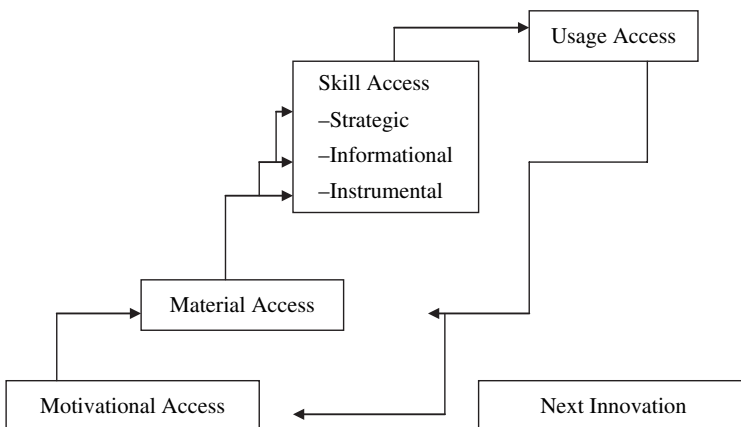 Usage Access
Skill Access
–Strategic
–Informational
–Instrumental
Material Access
Motivational Access
Next Innovation